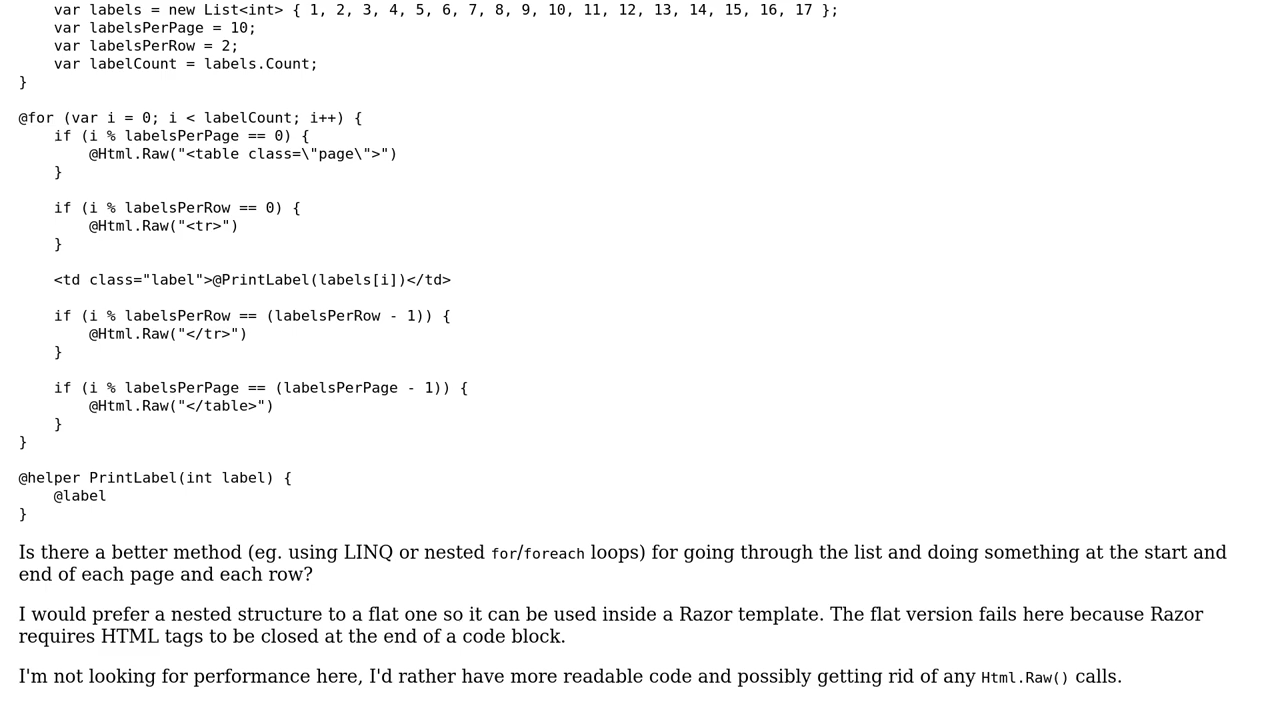 var labels = new List<int> { 1, 2, 3, 4, 5, 6, 7, 8, 9, 10, 11, 12, 13, 14, 15, 16, 17 };
var labelsPerPage = 10;
var labelsPerRow = 2;
var labelCount = labels.Count;
}
@for (var i = 0; i < labelCount; i++) {
if (i % labelsPerPage == 0) {
@Html.Raw("<table class=\"page\">")
}
if (i % labelsPerRow == 0) {
@Html.Raw("<tr>")
}
<td class="label">@PrintLabel(labels[i])</td>
if (i % labelsPerRow == (labelsPerRow - 1)) {
@Html.Raw("</tr>")
}
if (i % labelsPerPage == (labelsPerPage - 1)) {
@Html.Raw("</table>")
}
}
@helper PrintLabel(int label) {
@label
}
Is there a better method (eg. using LINQ or nested for/foreach loops) for going through the list and doing something at the start and
end of each page and each row?
I would prefer a nested structure to a flat one so it can be used inside a Razor template. The flat version fails here because Razor
requires HTML tags to be closed at the end of a code block.
I'm not looking for performance here, I'd rather have more readable code and possibly getting rid of any Html.Raw() calls.